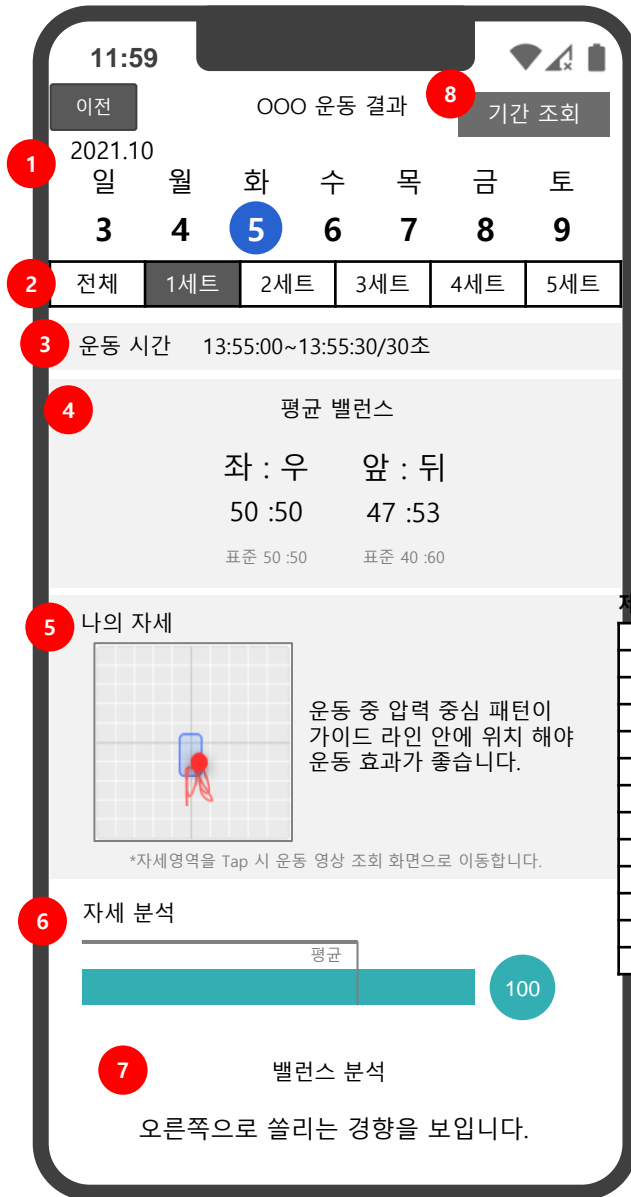 11:59
이전
OOO 운동 결과
8
기간 조회
1
2021.10
일 월 화 수 목 금 토
3 4 5 6 7 8 9
2
전체 1세트 2세트 3세트 4세트 5세트
3
운동 시간 13:55:00~13:55:30/30초
4
평균 밸런스
좌 : 우 앞 : 뒤
50 :50 47 :53
표준 50 :50 표준 40 :60
5
나의 자세
운동 중 압력 중심 패턴이
가이드 라인 안에 위치 해야
운동 효과가 좋습니다.
*자세영역을 Tap 시 운동 영상 조회 화면으로 이동합니다.
6
자세 분석
평균
100
7
밸런스 분석
오른쪽으로 쏠리는 경향을 보입니다.